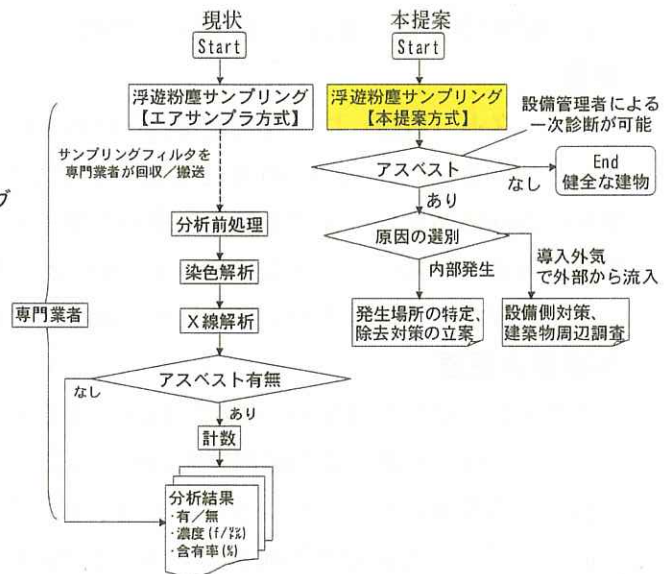 現状
Start
浮遊粉塵サンプリング
【エアサンプラ方式】
サンプリングフィルタを
専門業者が回収/搬送
分析前処理
染色解析
X線解析
専門業者
アスベスト有無
なし
あり
計数
分析結果
・有/無
・濃度(f/㍑)
・含有率(%)
本提案
Start
浮遊粉塵サンプリング
【本提案方式】
設備管理者による
一次診断が可能
アスベスト
なし
End
健全な建物
あり
原因の選別
内部発生
導入外気
で外部から流入
発生場所の特定、
除去対策の立案
設備側対策、
建築物周辺調査
ブ